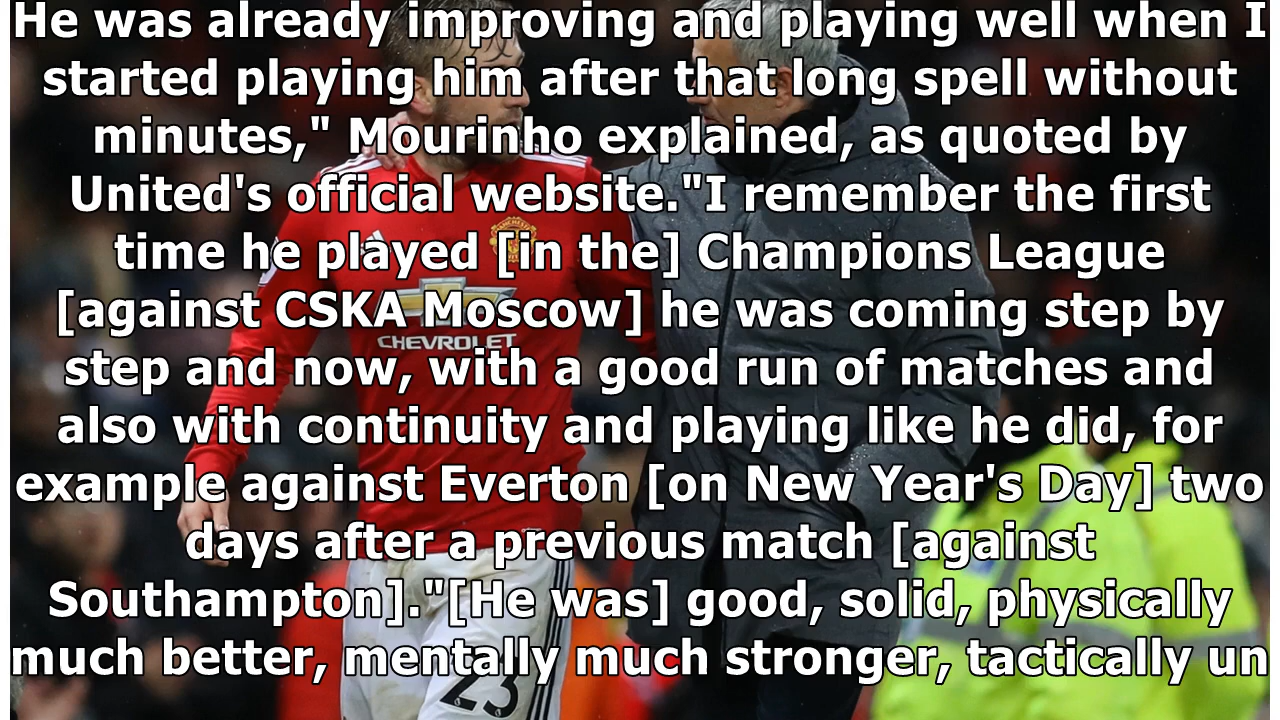 He was already improving and playing well when I
started playing him after that long spell without
minutes," Mourinho explained, as quoted by
United's official website."I remember the first
time he played [in the] Champions League
[against CSKA Moscow] he was coming step by
step and now, with a good run of matches and
also with continuity and playing like he did, for
example against Everton [on New Year's Day] two
days after a previous match [against
Southampton]."[He was] good, solid, physically
much better, mentally much stronger, tactically un
CHEVROLET
23